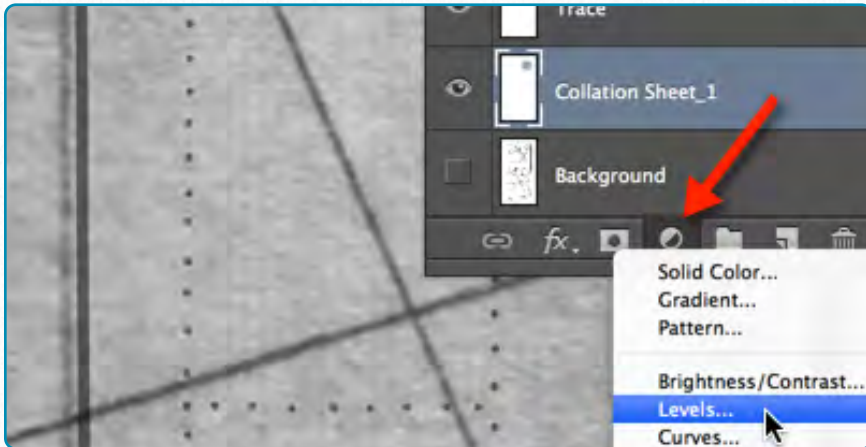 Trace
Collation Sheet_1
Background
fx.
Solid Color...
Gradient...
Pattern...
Brightness/Contrast...
Levels...
Curves...